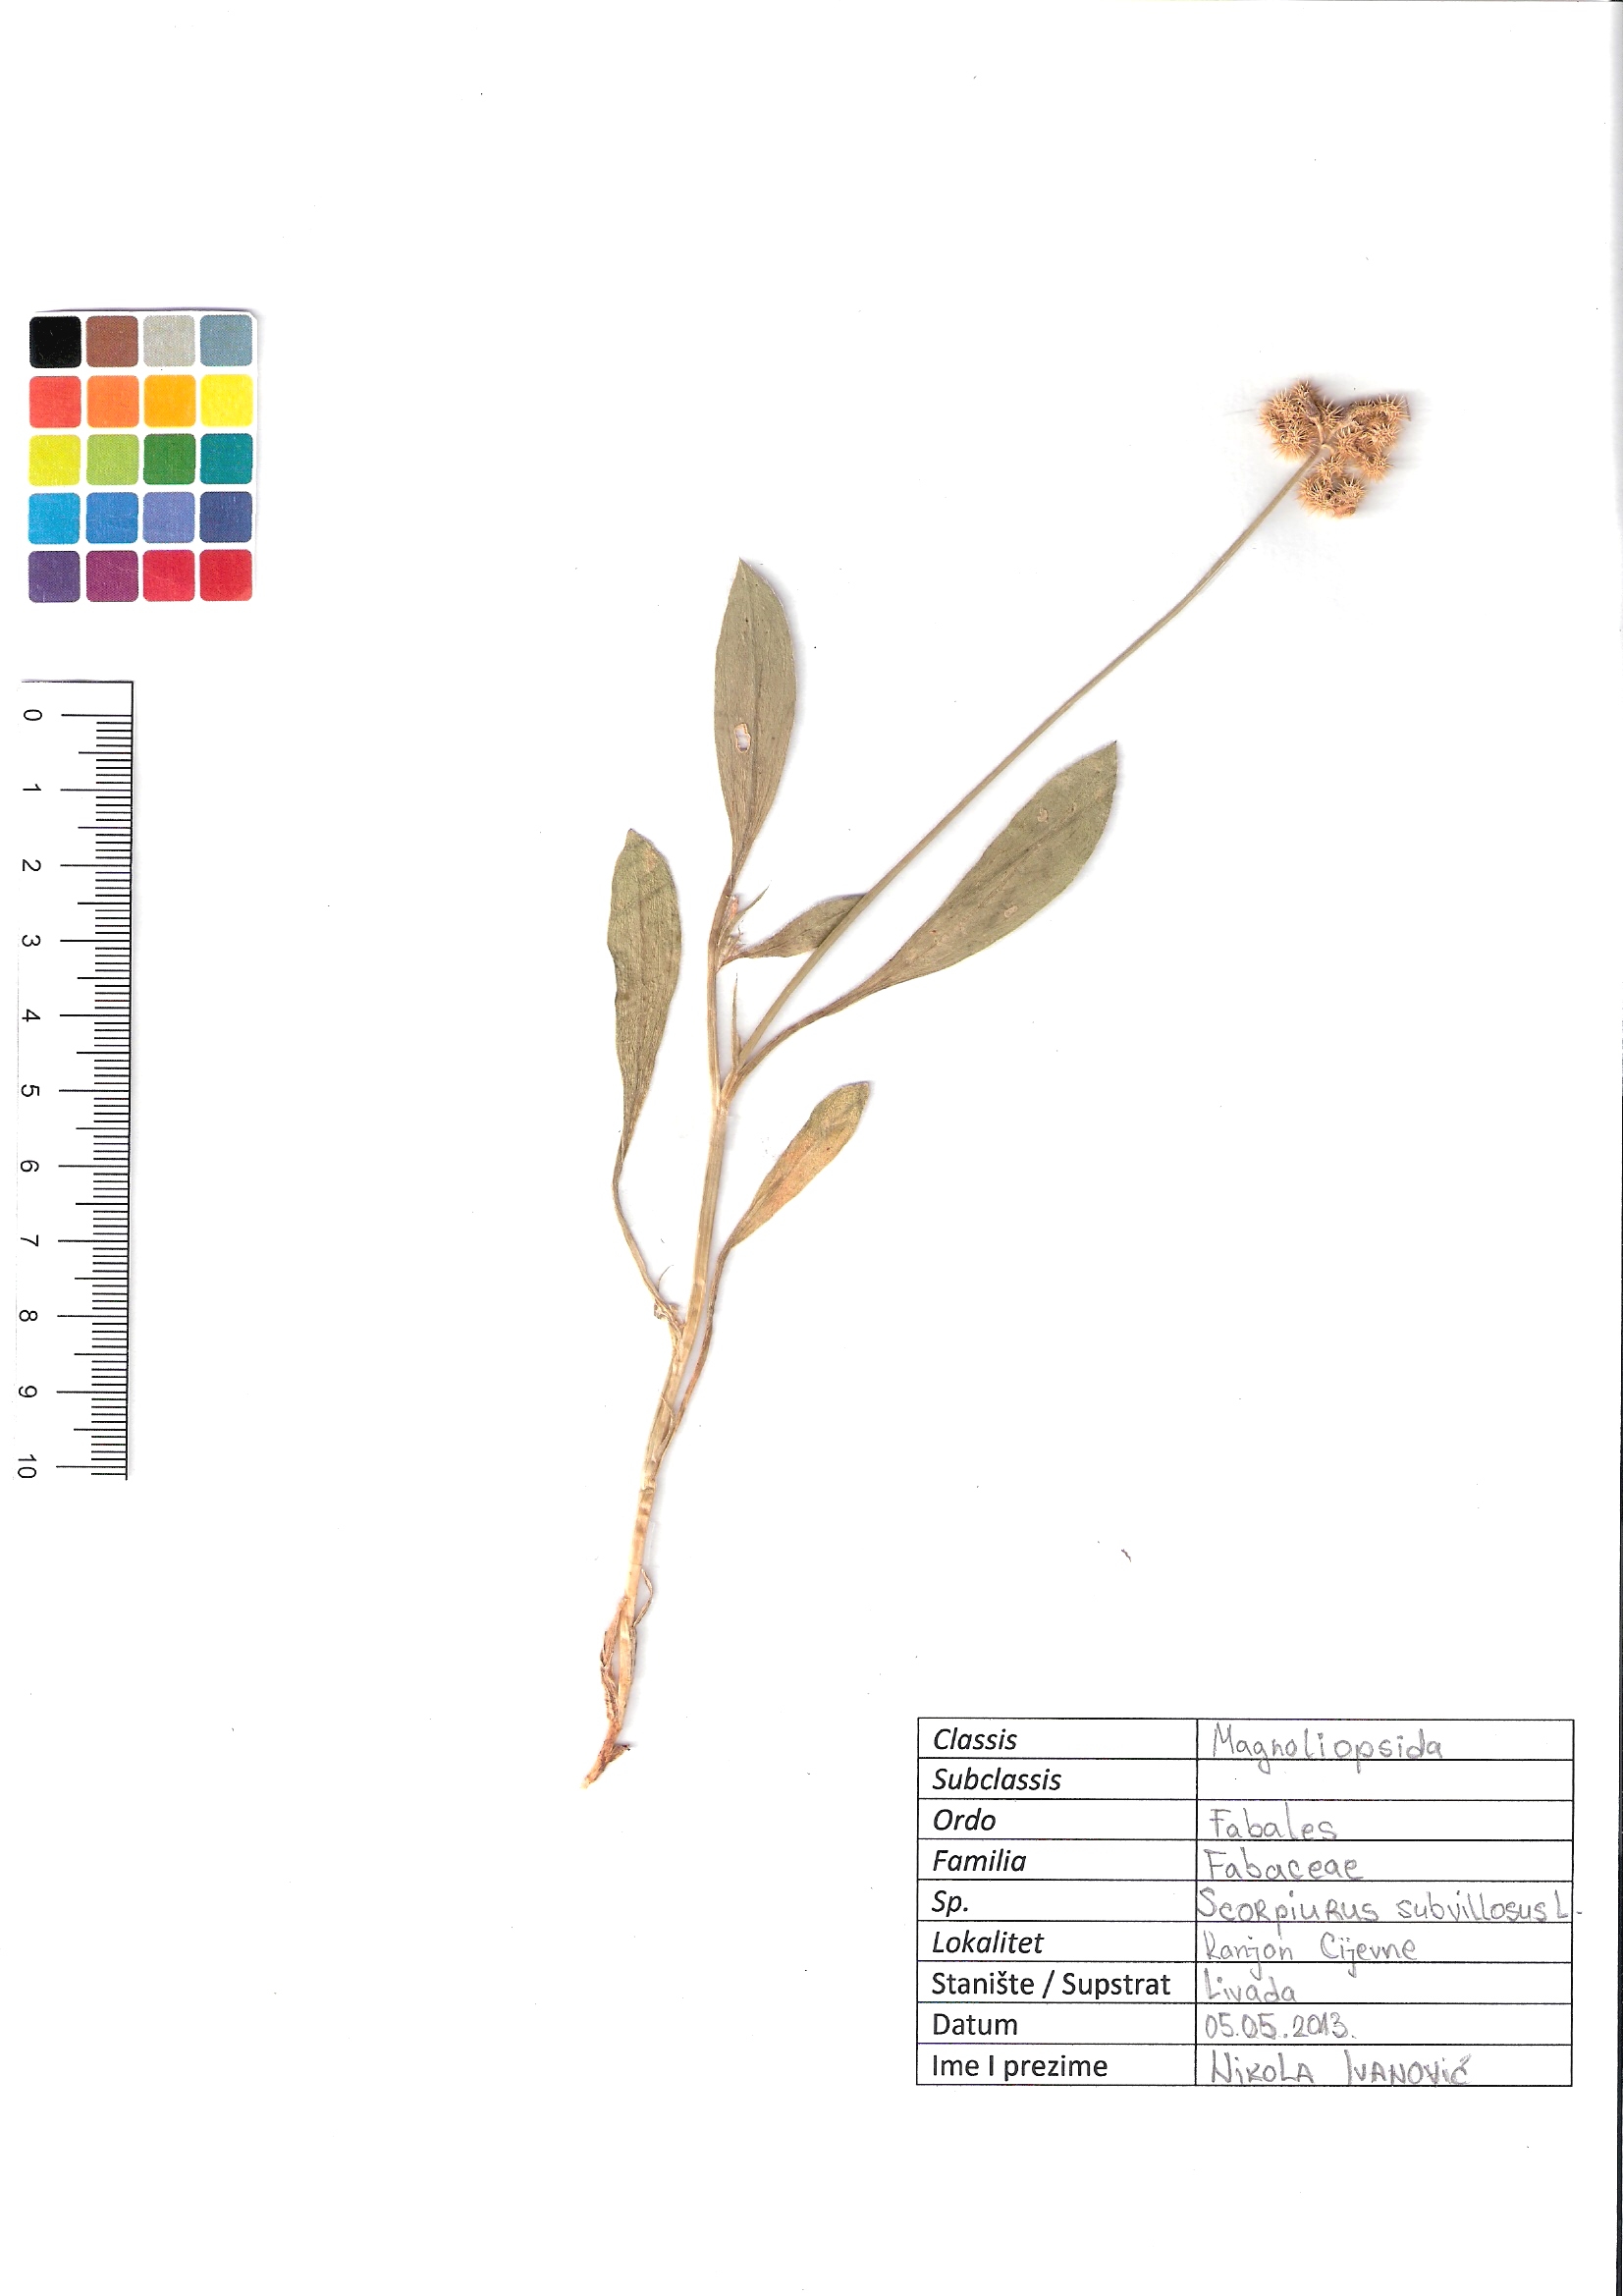 0
1
2
3
4
5
6
7
8
9
10
Classis Magnoliopsida
Subclassis
Ordo Fabales
Familia Fabaceae
Sp. Scorpiurus subvillosus L.
Lokalitet Kanjon Cijevne
Stanište / Supstrat Livada
Datum 05.05.2013.
Ime I prezime Nikola Ivanović